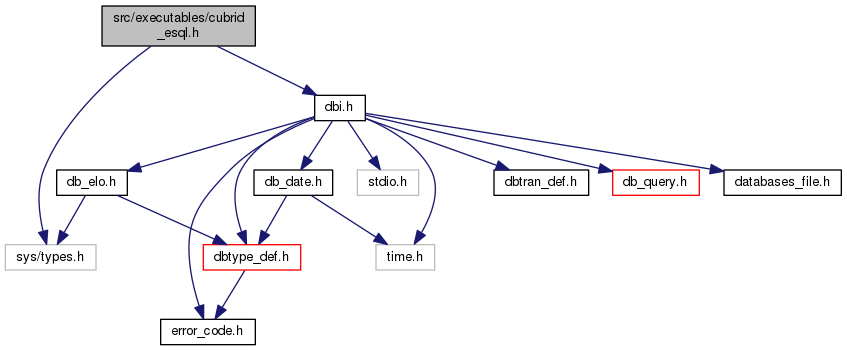 src/executables/cubrid
_esql.h
dbi.h
db_elo.h
db_date.h
stdio.h
dbtran_def.h
db_query.h
databases_file.h
sys/types.h
dbtype_def.h
time.h
error_code.h